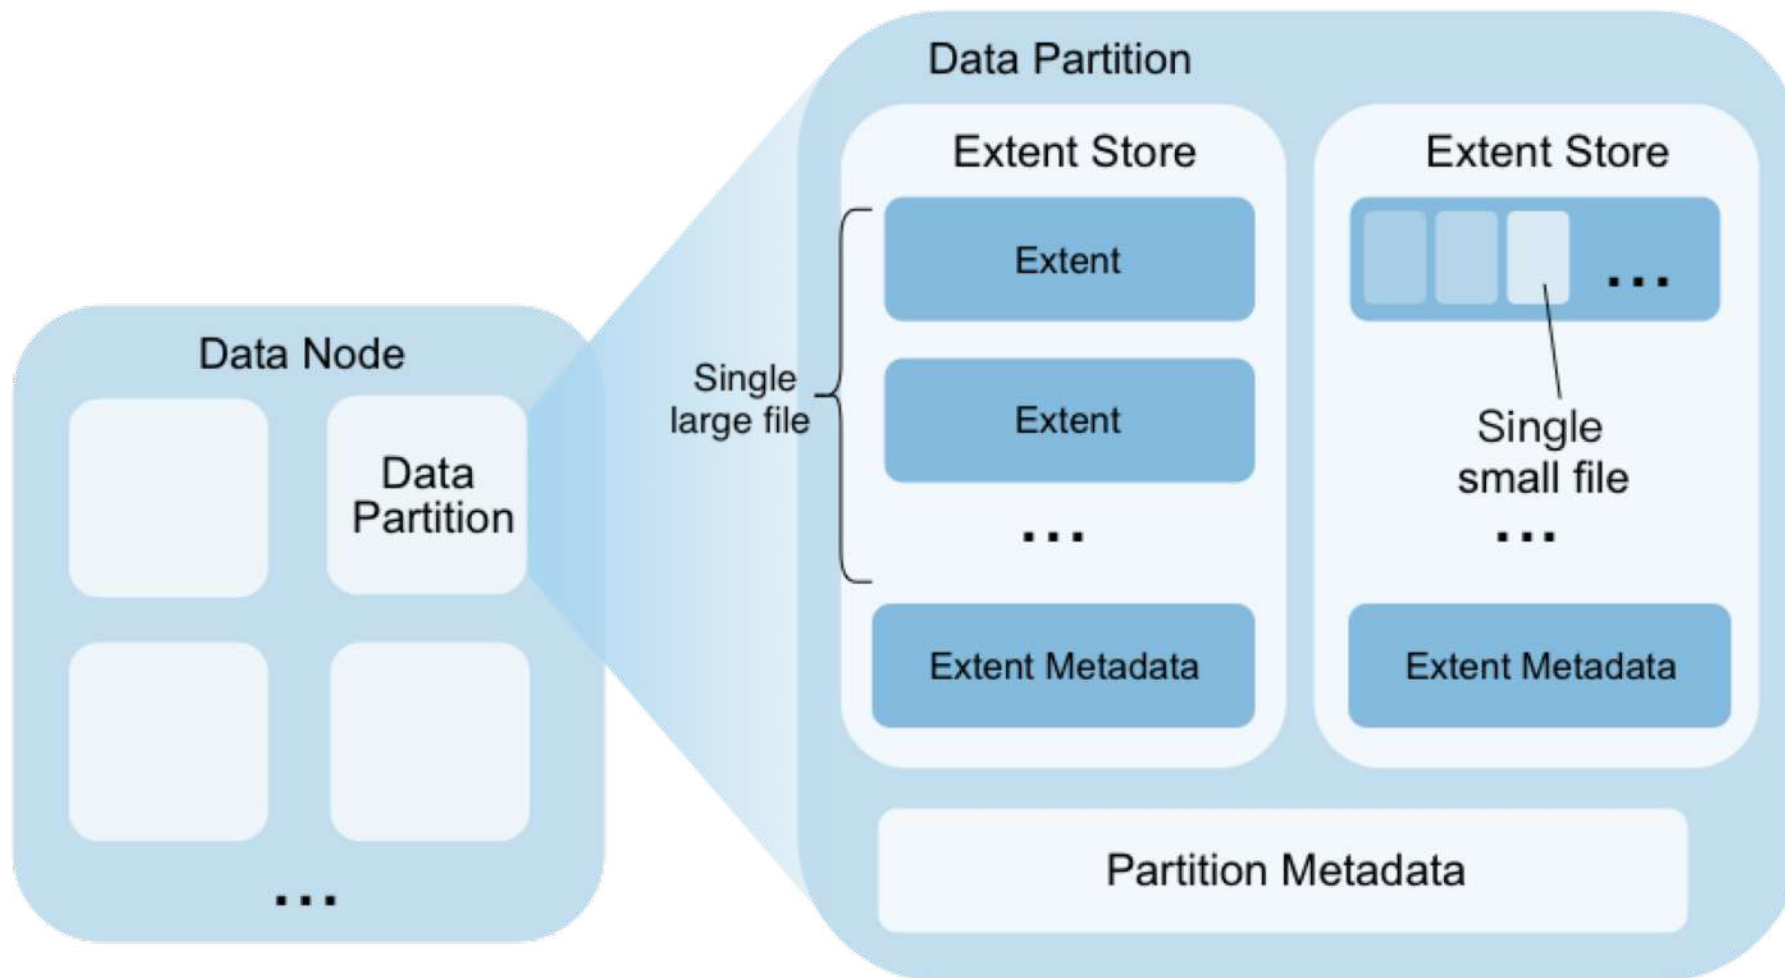 Data Node
Data
Partition
...
Data Partition
Extent Store
Single
large file
Extent
Extent
...
Extent Metadata
Extent Store
...
Single
small file
...
Extent Metadata
Partition Metadata